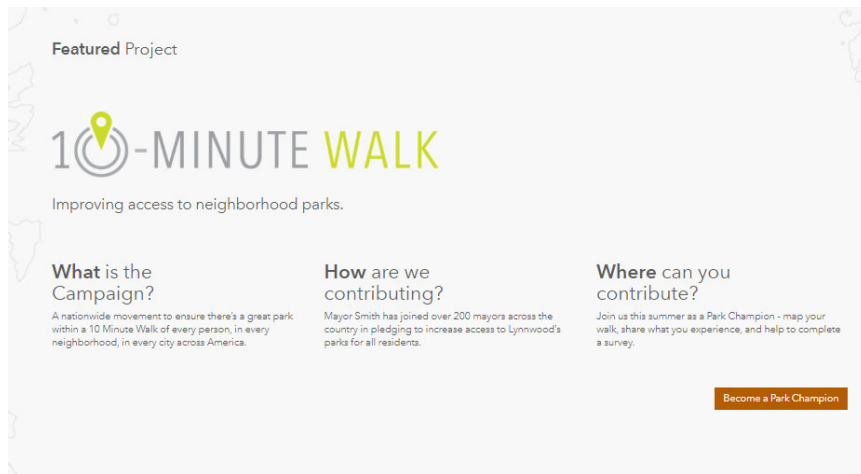 Featured Project
10-MINUTE WALK
Improving access to neighborhood parks.
What is the
Campaign?
A nationwide movement to ensure there's a great park
within a 10 Minute Walk of every person, in every
neighborhood, in every city across America.
How are we
contributing?
Mayor Smith has joined over 200 mayors across the
country in pledging to increase access to Lynnwood's
parks for all residents.
Where can you
contribute?
Join us this summer as a Park Champion - map your
walk, share what you experience, and help to complete
a survey.
Become a Park Champion